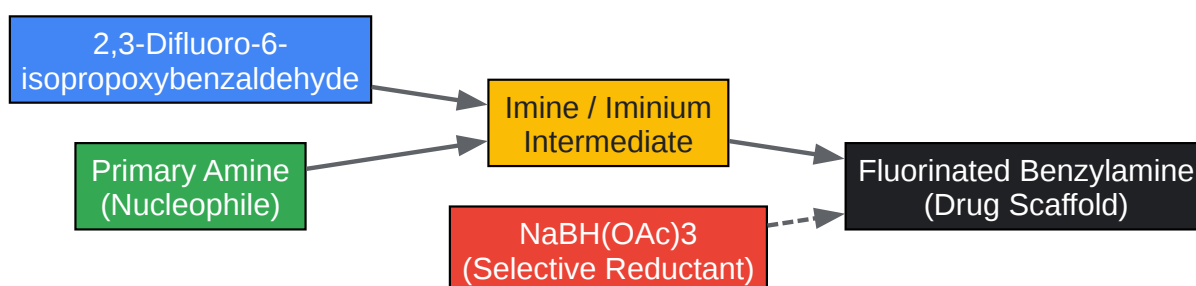 2,3-Difluoro-6-
isopropoxybenzaldehyde
Primary Amine
(Nucleophile)
Imine / Iminium
Intermediate
NaBH(OAc)3
(Selective Reductant)
Fluorinated Benzylamine
(Drug Scaffold)